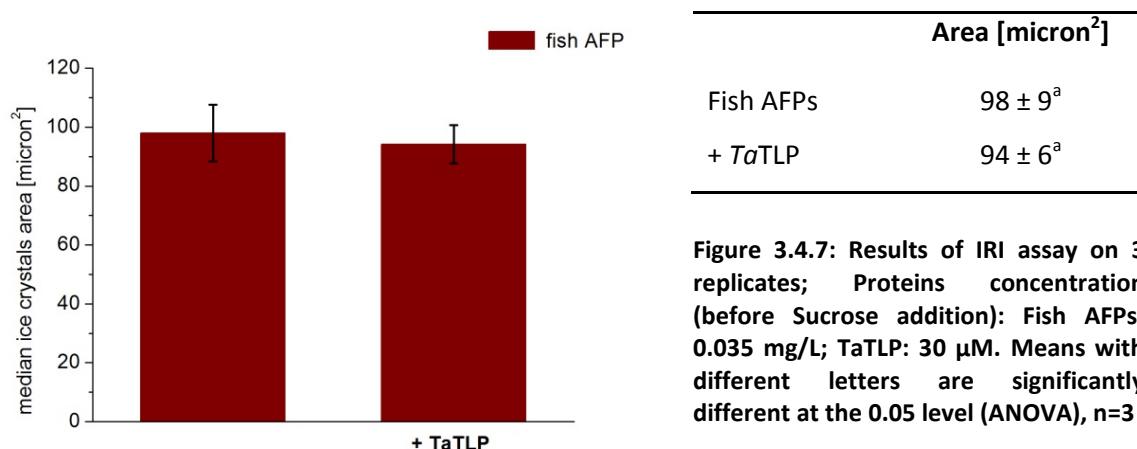 fish AFP
120
100
80
60
40
20
0
median ice crystals area [micron²]
+ TaTLP
Area [micron²]
Fish AFPs 98 ± 9ᵃ
+ TaTLP 94 ± 6ᵃ
Figure 3.4.7: Results of IRI assay on 3
replicates; Proteins concentration
(before Sucrose addition): Fish AFPs
0.035 mg/L; TaTLP: 30 µM. Means with
different letters are significantly
different at the 0.05 level (ANOVA), n=3